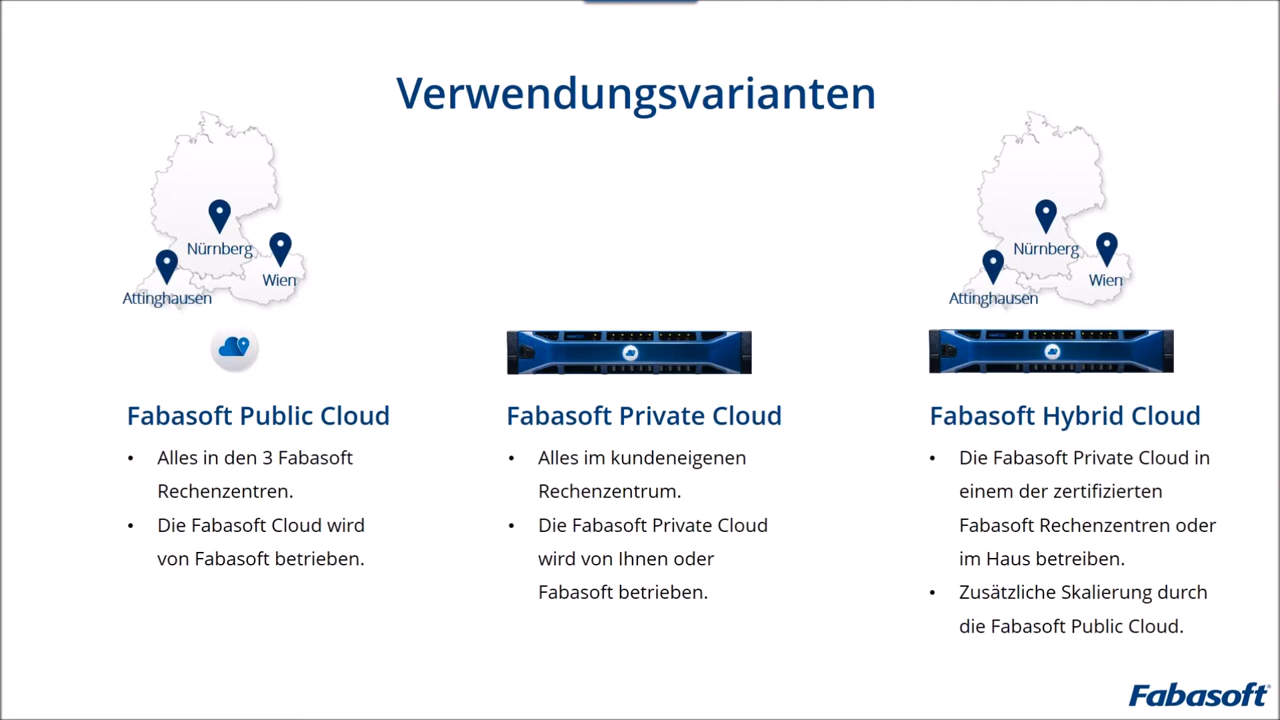 Verwendungsvarianten
Nürnberg
Wien
Attinghausen
Nürnberg
Wien
Attinghausen
Fabasoft Public Cloud
• Alles in den 3 Fabasoft
Rechenzentren.
• Die Fabasoft Cloud wird
von Fabasoft betrieben.
Fabasoft Private Cloud
• Alles im kundeneigenen
Rechenzentrum.
• Die Fabasoft Private Cloud
wird von Ihnen oder
Fabasoft betrieben.
Fabasoft Hybrid Cloud
• Die Fabasoft Private Cloud in
einem der zertifizierten
Fabasoft Rechenzentren oder
im Haus betreiben.
• Zusätzliche Skalierung durch
die Fabasoft Public Cloud.
Fabasoft®